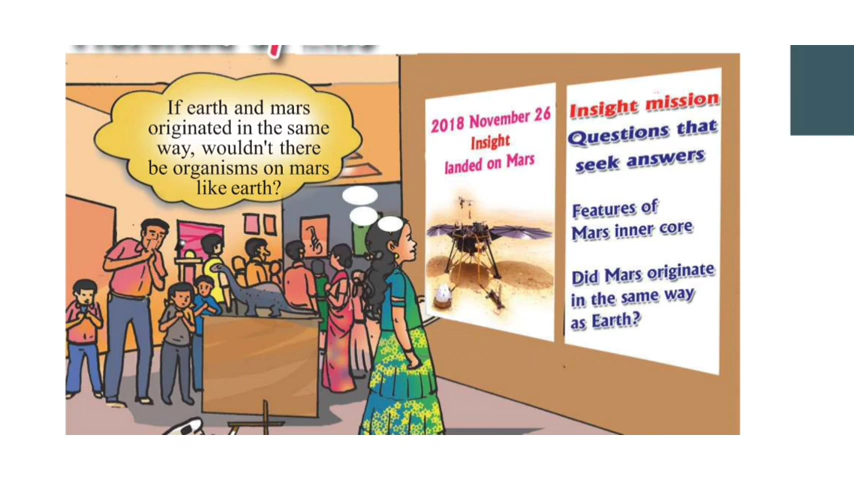 If earth and mars
originated in the same
way, wouldn't there
be organisms on mars
like earth?
2018 November 26
Insight
landed on Mars
Insight mission
Questions that
seek answers
Features of
Mars inner core
Did Mars originate
in the same way
as Earth?